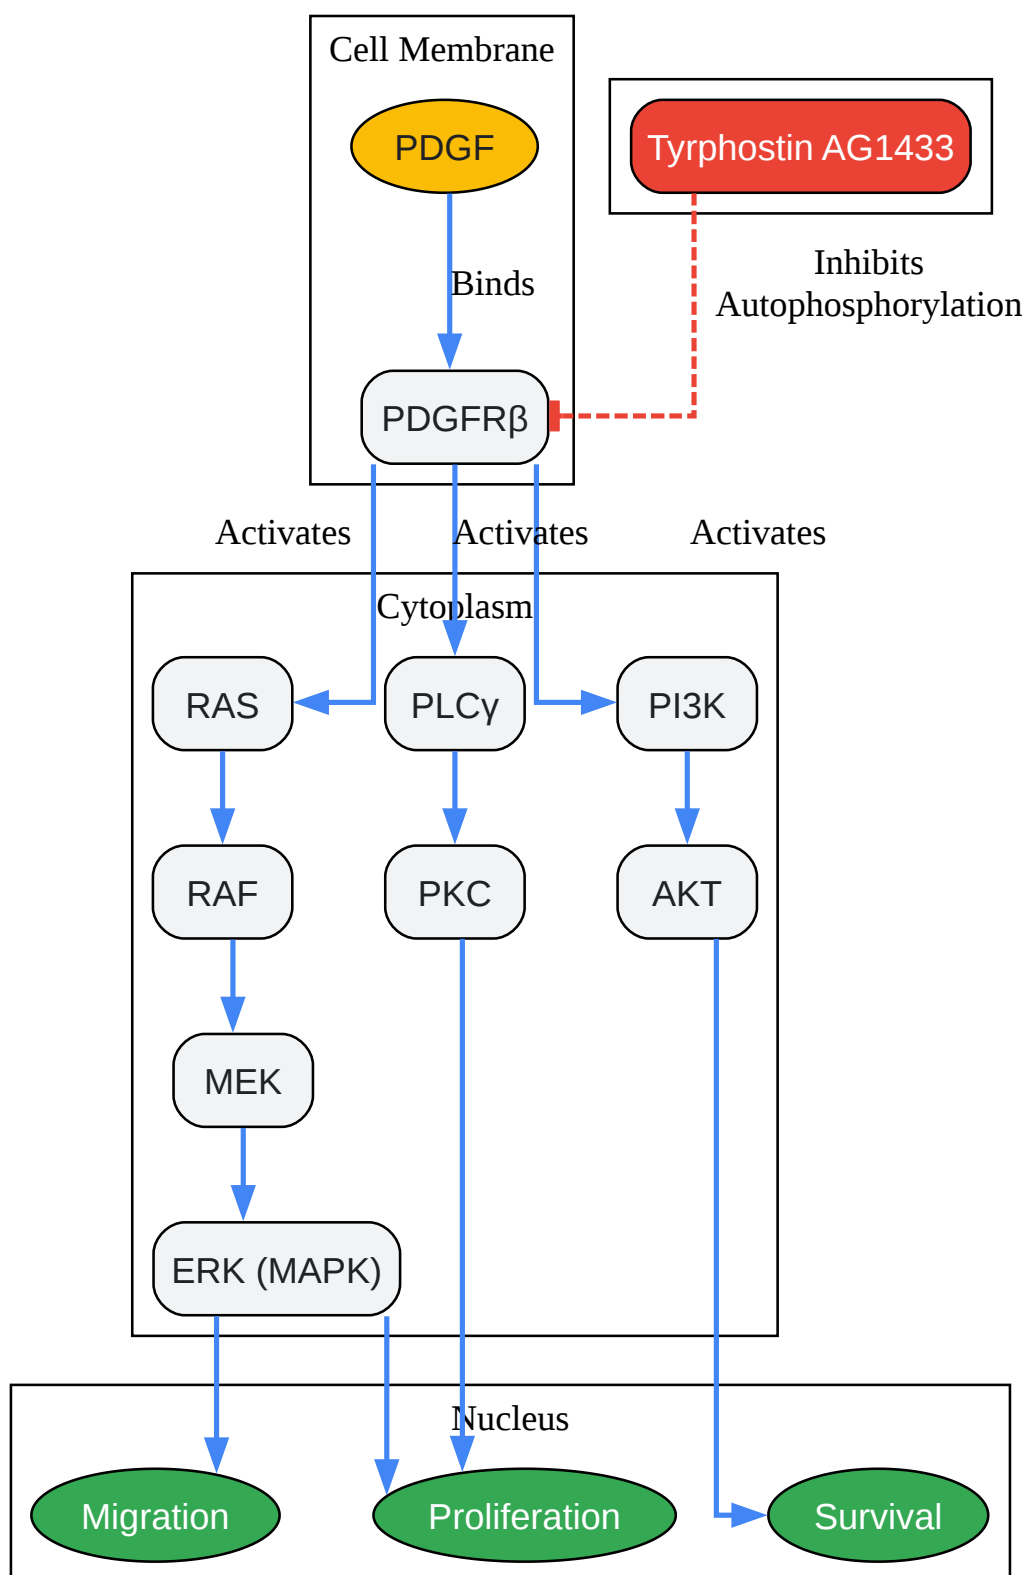 Cell Membrane
PDGF
Tyrphostin AG1433
Binds
Inhibits
Autophosphorylation
PDGFRβ
Activates
Activates
Activates
Cytoplasm
RAS
PLCγ
PI3K
RAF
PKC
AKT
MEK
ERK (MAPK)
Nucleus
Migration
Proliferation
Survival